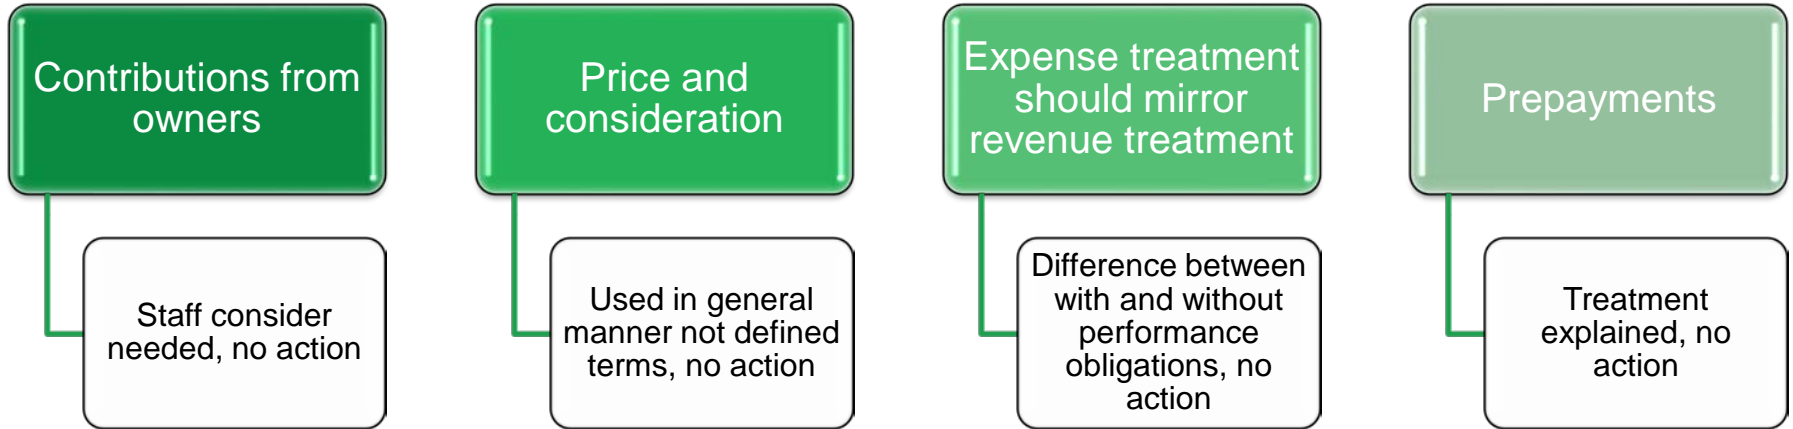 Contributions from
owners
Staff consider
needed, no action
Price and
consideration
Used in general
manner not defined
terms, no action
Expense treatment
should mirror
revenue treatment
Difference between
with and without
performance
obligations, no
action
Prepayments
Treatment
explained, no
action